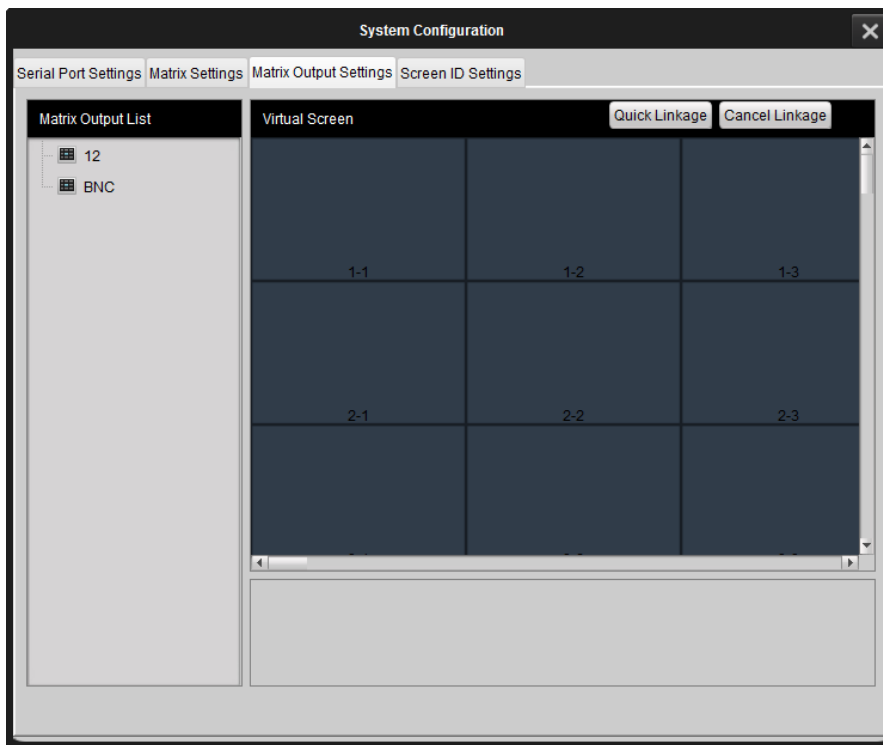 System Configuration
Serial Port Settings Matrix Settings Matrix Output Settings Screen ID Settings
Matrix Output List
Virtual Screen Quick Linkage Cancel Linkage
12
BNC
1-1 1-2 1-3
2-1 2-2 2-3